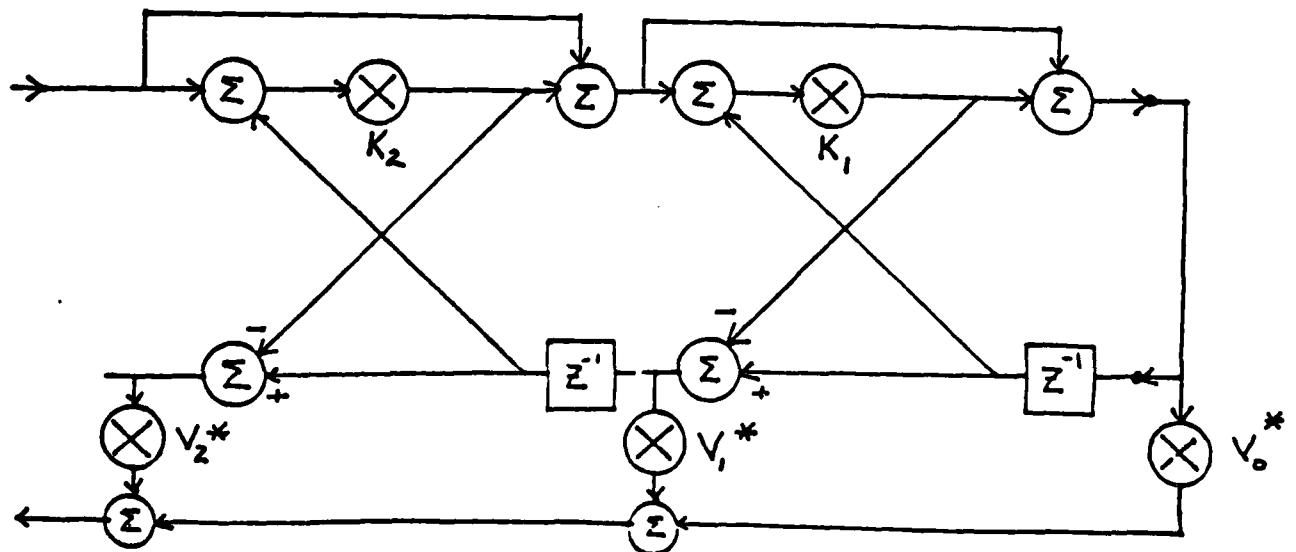 Σ Σ Σ Σ
K₂ K₁
− −
Σ + Z⁻¹ Σ + Z⁻¹
V₂* V₁* V₀*
Σ Σ